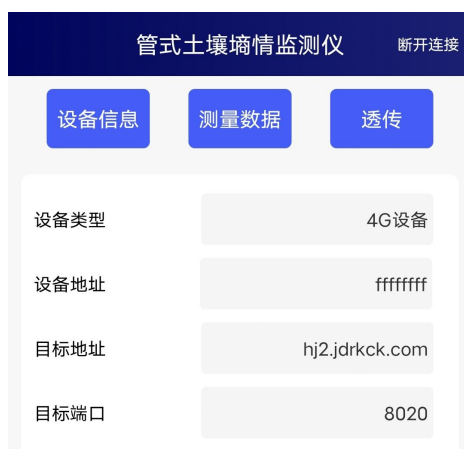 管式土壤墒情监测仪 断开连接
设备信息 测量数据 透传
设备类型 4G设备
设备地址 ffffffff
目标地址 hj2.jdrkck.com
目标端口 8020